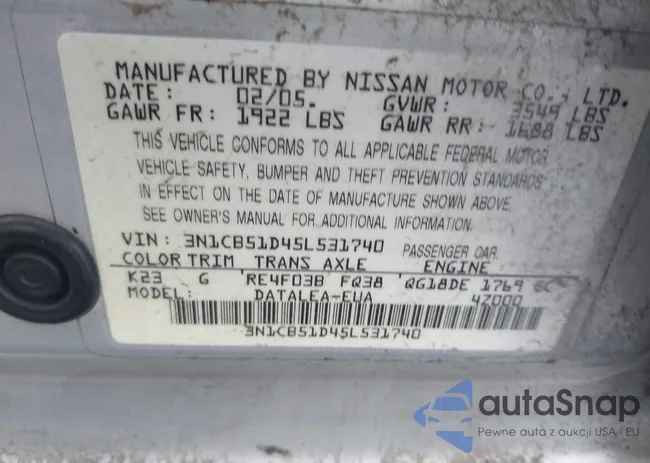 MANUFACTURED BY NISSAN MOTOR CO., LTD.
DATE: 02/05. GVWR: 3549 LBS
GAWR FR: 1922 LBS GAWR RR: 1688 LBS
THIS VEHICLE CONFORMS TO ALL APPLICABLE FEDERAL MOTOR
VEHICLE SAFETY, BUMPER AND THEFT PREVENTION STANDARDS
IN EFFECT ON THE DATE OF MANUFACTURE SHOWN ABOVE.
SEE OWNER'S MANUAL FOR ADDITIONAL INFORMATION.
VIN: 3N1CB51D45L531740 PASSENGER CAR.
COLOR TRIM TRANS AXLE ENGINE
K23 G RE4F03B FQ38 QG18DE 1769
MODEL: DATALEA-EUA 47000
3N1CB51D45L531740
autoSnap
Pewne auta z aukcji USA i EU